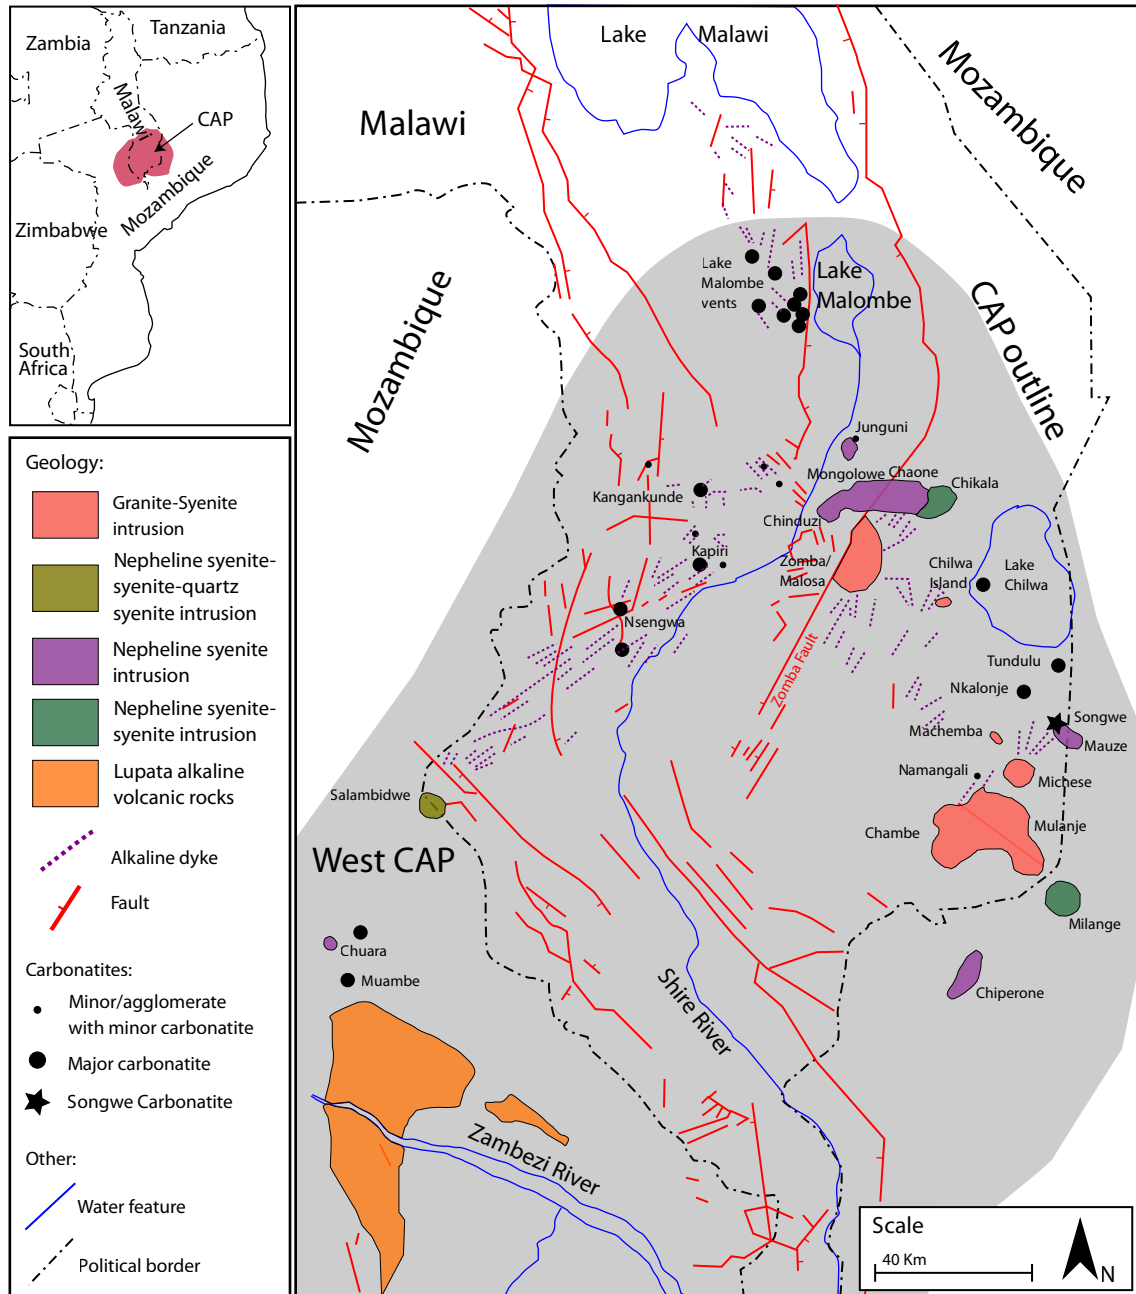 Zambia
Tanzania
Malawi
CAP
Mozambique
Zimbabwe
South
Africa
Geology:
Granite-Syenite
intrusion
Nepheline syenite-
syenite-quartz
syenite intrusion
Nepheline syenite
intrusion
Nepheline syenite-
syenite intrusion
Lupata alkaline
volcanic rocks
Alkaline dyke
Fault
Carbonatites:
Minor/agglomerate
with minor carbonatite
Major carbonatite
Songwe Carbonatite
Other:
Water feature
Political border
Lake Malawi
Malawi
Mozambique
Mozambique
CAP outline
Lake
Malombe
vents
Lake
Malombe
Junguni
Mongolowe
Chaone
Chikala
Kangankunde
Chinduzi
Kapiri
Zomba/
Malosa
Chilwa
Island
Lake
Chilwa
Nsengwa
Zomba Fault
Tundulu
Nkalonje
Songwe
Machemba
Mauze
Namangali
Michese
Salambidwe
Chambe
Mulanje
West CAP
Milange
Chuara
Muambe
Chiperone
Shire River
Zambezi River
Scale
40 Km
N